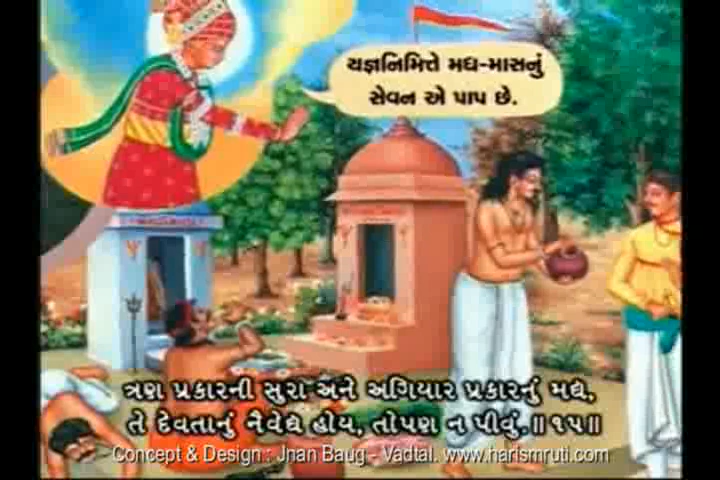 યજ્ઞનિમિત્તે મદ્ય-માસનું
સેવન એ પાપ છે.
ત્રણ પ્રકારની સુરા અને અગિયાર પ્રકારનું મદ્ય,
તે દેવતાનું નૈવેદ્ય હોય, તોપણ ન પીવું.॥ ૧૫॥
Concept & Design : Jnan Baug - Vadtal. www.harismruti.com